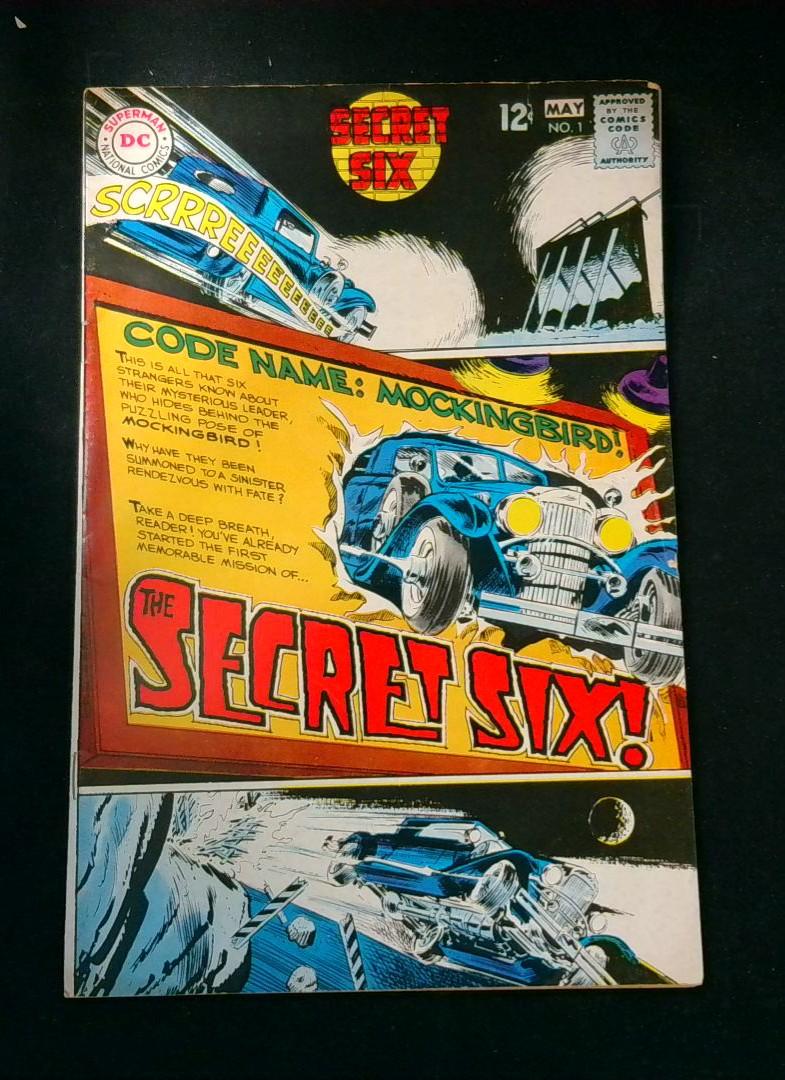 SUPERMAN
DC
NATIONAL COMICS
SECRET
SIX
12¢
MAY
NO. 1
APPROVED
BY THE
COMICS
CODE
CA
AUTHORITY
SCRRREEEEEEEEEEEE
CODE NAME: MOCKINGBIRD!
THIS IS ALL THAT SIX
STRANGERS KNOW ABOUT
THEIR MYSTERIOUS LEADER,
WHO HIDES BEHIND THE
PUZZLING POSE OF
MOCKINGBIRD!
WHY HAVE THEY BEEN
SUMMONED TO A SINISTER
RENDEZVOUS WITH FATE?
TAKE A DEEP BREATH,
READER! YOU'VE ALREADY
STARTED THE FIRST
MEMORABLE MISSION OF...
THE
SECRET SIX!